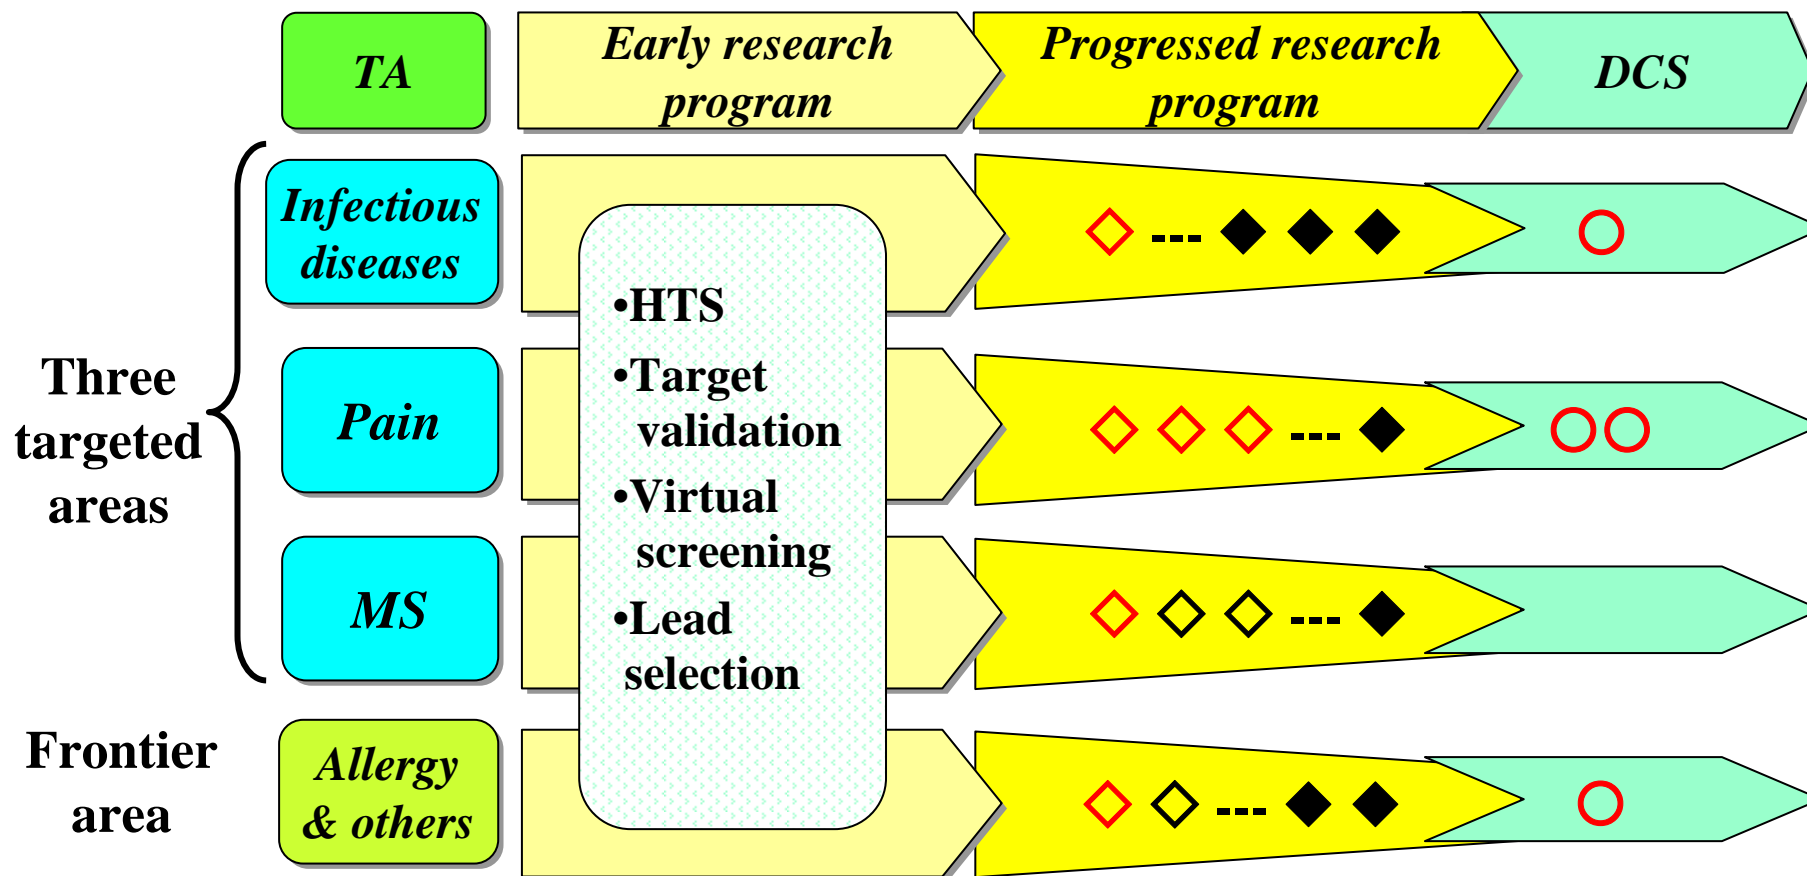 TA
Early research
program
Progressed research
program
DCS
Three
targeted
areas
Infectious
diseases
Pain
MS
•HTS
•Target
validation
•Virtual
screening
•Lead
selection
Frontier
area
Allergy
& others